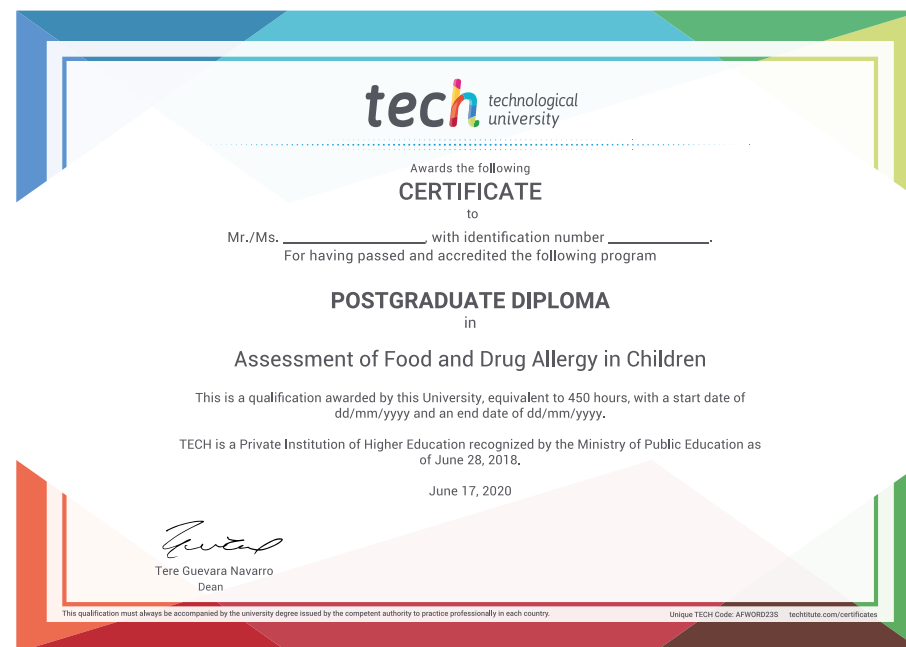 tech technological
university
Awards the following
CERTIFICATE
to
Mr./Ms. ____________, with identification number ____________.
For having passed and accredited the following program
POSTGRADUATE DIPLOMA
in
Assessment of Food and Drug Allergy in Children
This is a qualification awarded by this University, equivalent to 450 hours, with a start date of
dd/mm/yyyy and an end date of dd/mm/yyyy.
TECH is a Private Institution of Higher Education recognized by the Ministry of Public Education as
of June 28, 2018.
June 17, 2020
Tere Guevara Navarro
Dean
This qualification must always be accompanied by the university degree issued by the competent authority to practice professionally in each country.
Unique TECH Code: AFWORD23S techtitute.com/certificates